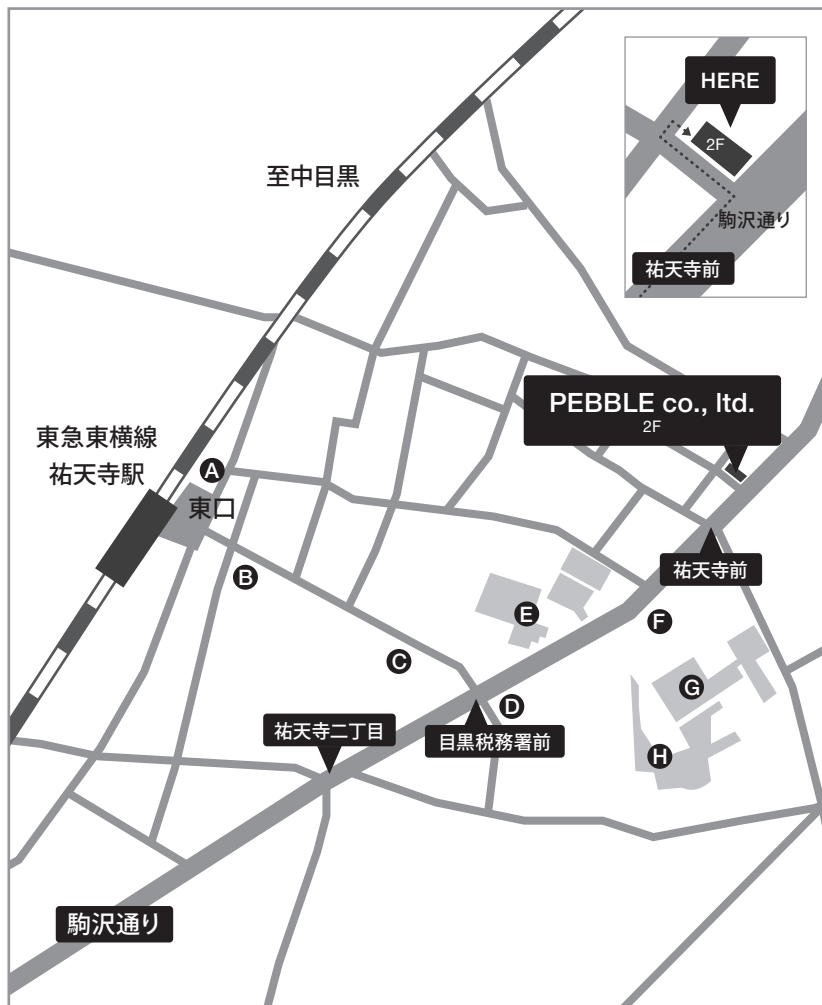 至中目黒
HERE
2F
駒沢通り
祐天寺前
PEBBLE co., ltd.
2F
東急東横線
祐天寺駅
A
東口
B
祐天寺前
E
F
C
G
D
祐天寺二丁目
目黒税務署前
H
駒沢通り